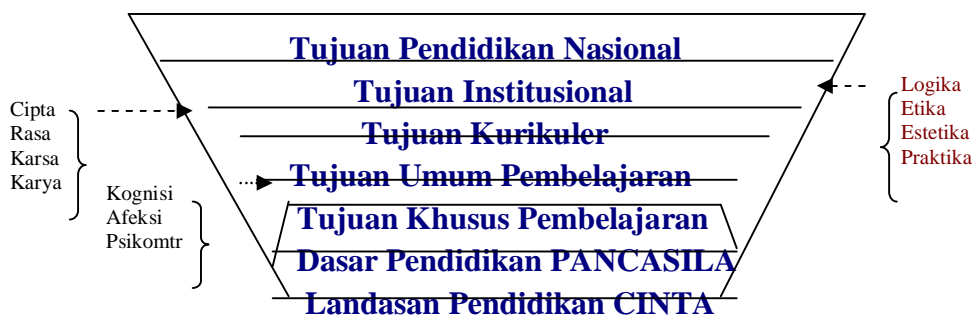 Tujuan Pendidikan Nasional
Tujuan Institusional
Tujuan Kurikuler
Tujuan Umum Pembelajaran
Tujuan Khusus Pembelajaran
Dasar Pendidikan PANCASILA
Landasan Pendidikan CINTA
Cipta
Rasa
Karsa
Karya
Kognisi
Afeksi
Psikomtr
Logika
Etika
Estetika
Praktika